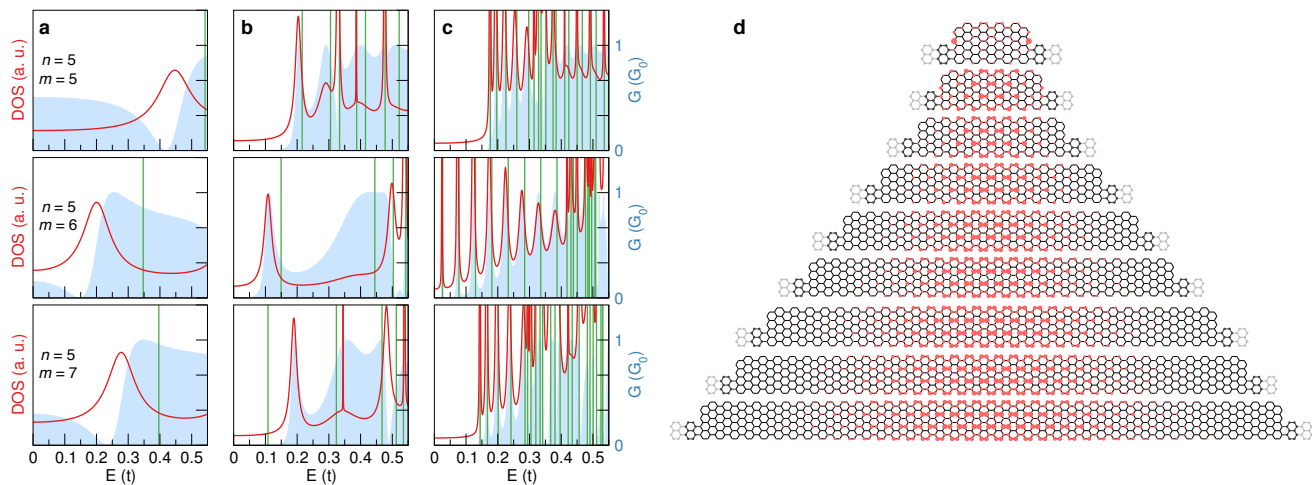 a
b
c
d
DOS (a. u.)
n = 5
m = 5
1
G (G0)
0
DOS (a. u.)
n = 5
m = 6
1
G (G0)
0
DOS (a. u.)
n = 5
m = 7
1
G (G0)
0
0 0.1 0.2 0.3 0.4 0.5
0 0.1 0.2 0.3 0.4 0.5
0 0.1 0.2 0.3 0.4 0.5
E (t)
E (t)
E (t)